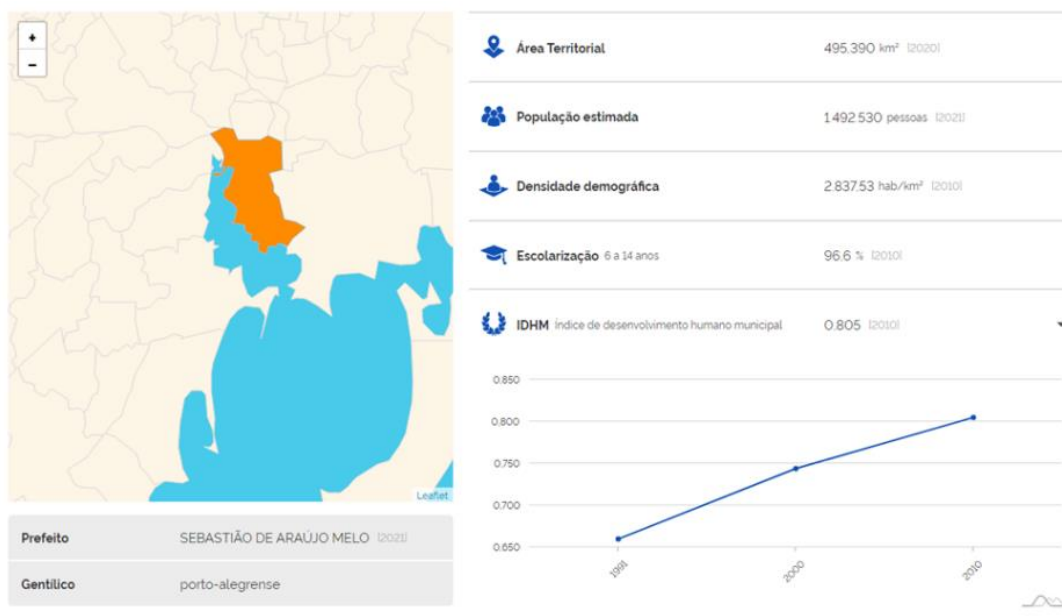 +
−
Leaflet
Prefeito SEBASTIÃO DE ARAÚJO MELO [2021]
Gentílico porto-alegrense
Área Territorial 495.390 km² [2020]
População estimada 1.492.530 pessoas [2021]
Densidade demográfica 2.837,53 hab/km² [2010]
Escolarização 6 a 14 anos 96,6 % [2010]
IDHM Índice de desenvolvimento humano municipal 0,805 [2010]
0.850
0.800
0.750
0.700
0.650
1991
2000
2010